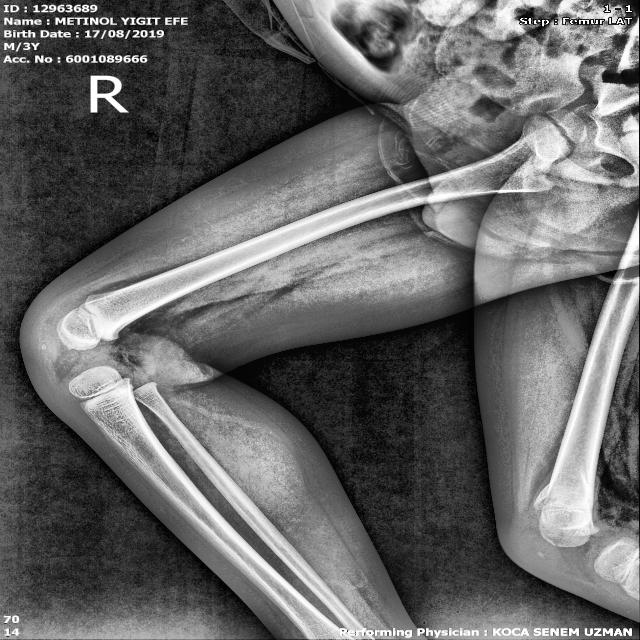 ID : 12963689
Name : METINOL YIGIT EFE
Birth Date : 17/08/2019
M/3Y
Acc. No : 6001089666
1 - 1
Step : Femur LAT
R
70
14
Performing Physician : KOCA SENEM UZMAN